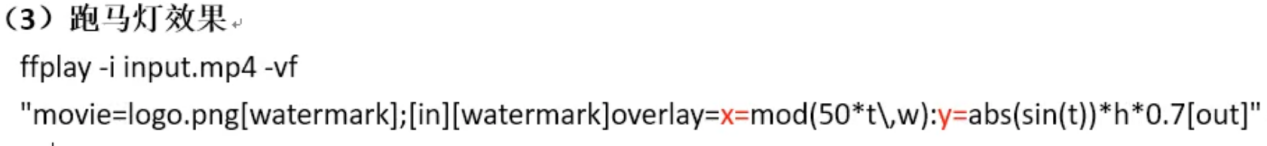 （3）跑马灯效果
ffplay -i input.mp4 -vf
"movie=logo.png[watermark];[in][watermark]overlay=x=mod(50*t\,w):y=abs(sin(t))*h*0.7[out]"